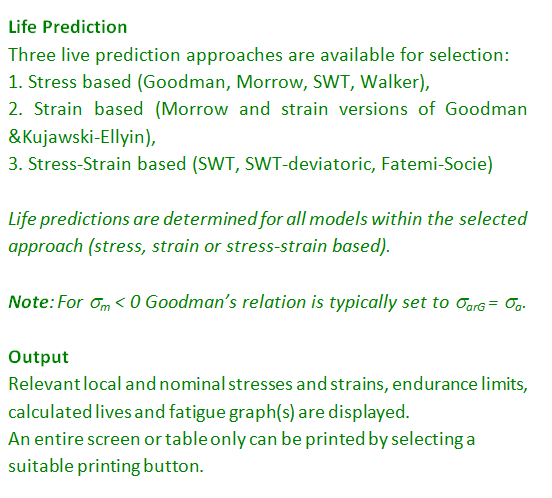 Life Prediction
Three live prediction approaches are available for selection:
1. Stress based (Goodman, Morrow, SWT, Walker),
2. Strain based (Morrow and strain versions of Goodman
&Kujawski-Ellyin),
3. Stress-Strain based (SWT, SWT-deviatoric, Fatemi-Socie)
Life predictions are determined for all models within the selected
approach (stress, strain or stress-strain based).
Note: For σm < 0 Goodman’s relation is typically set to σarG = σa.
Output
Relevant local and nominal stresses and strains, endurance limits,
calculated lives and fatigue graph(s) are displayed.
An entire screen or table only can be printed by selecting a
suitable printing button.